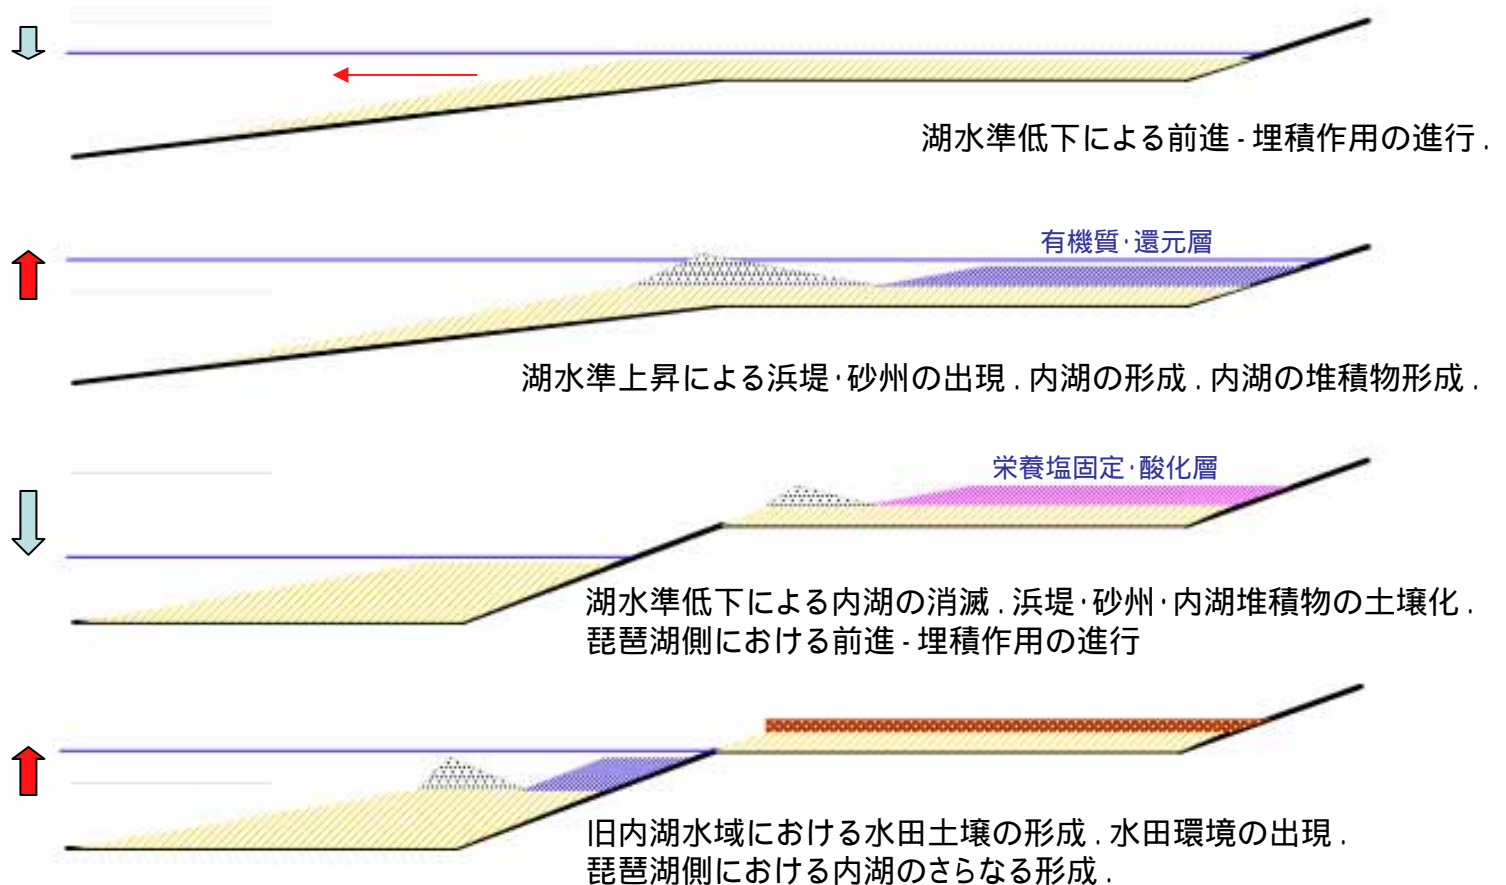 湖水準低下による前進-埋積作用の進行.
有機質・還元層
湖水準上昇による浜堤・砂州の出現.内湖の形成.内湖の堆積物形成.
栄養塩固定・酸化層
湖水準低下による内湖の消滅.浜堤・砂州・内湖堆積物の土壌化.
琵琶湖側における前進-埋積作用の進行
旧内湖水域における水田土壌の形成.水田環境の出現.
琵琶湖側における内湖のさらなる形成.